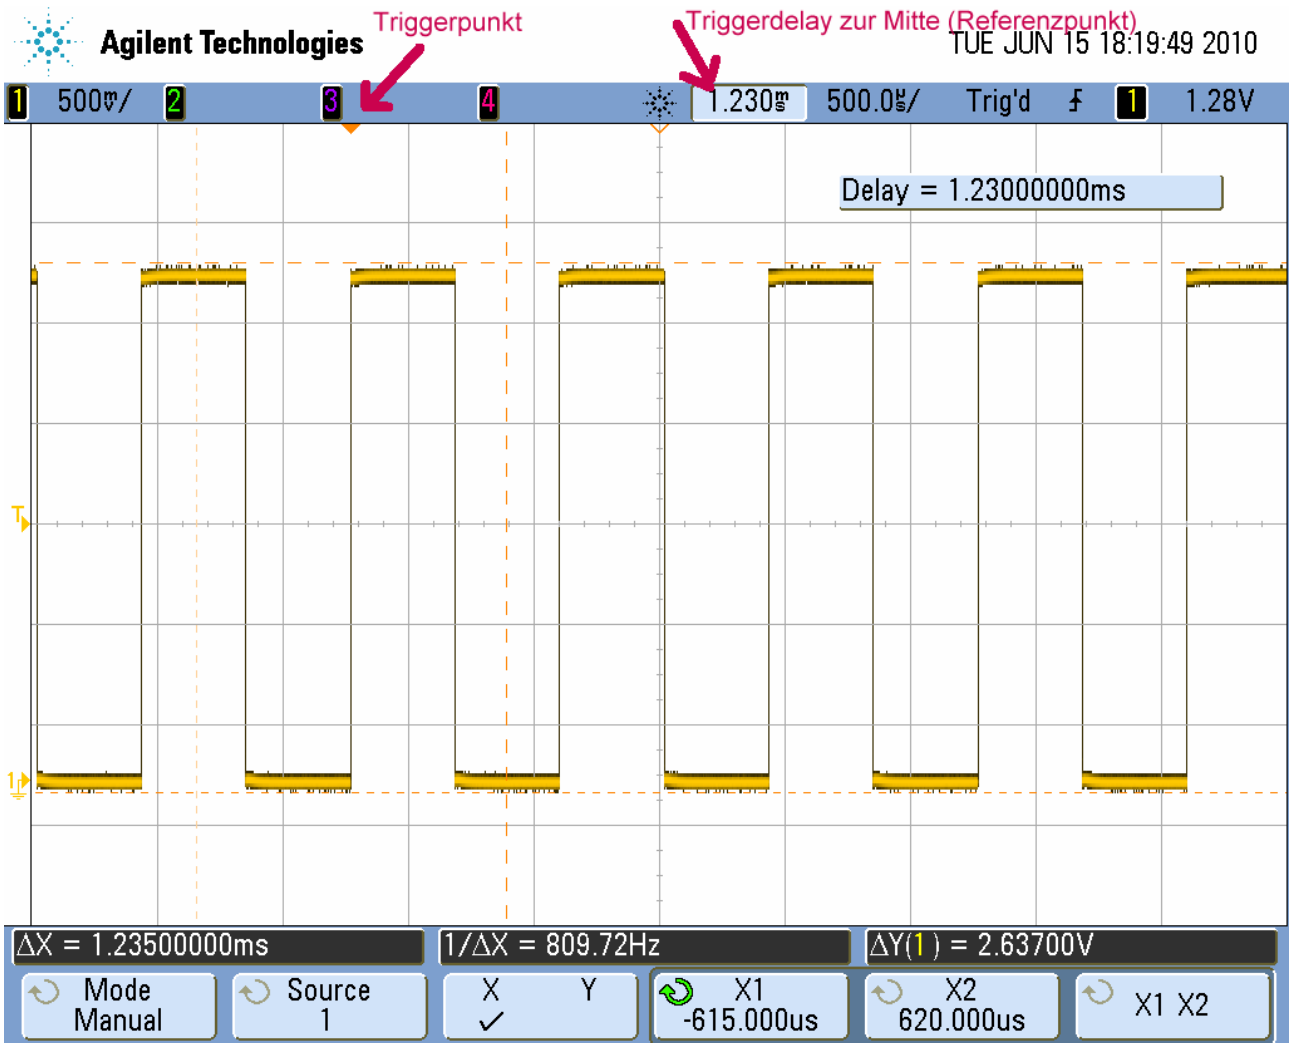 Triggerpunkt
Triggerdelay zur Mitte (Referenzpunkt)
Agilent Technologies
TUE JUN 15 18:19:49 2010
1 500mV/ 2 3 4 1.230ms 500.0us/ Trig'd 1 1.28V
Delay = 1.23000000ms
T
1
ΔX = 1.23500000ms 1/ΔX = 809.72Hz ΔY(1) = 2.63700V
Mode Source X Y X1 X2 X1 X2
Manual 1 ✓ -615.000us 620.000us